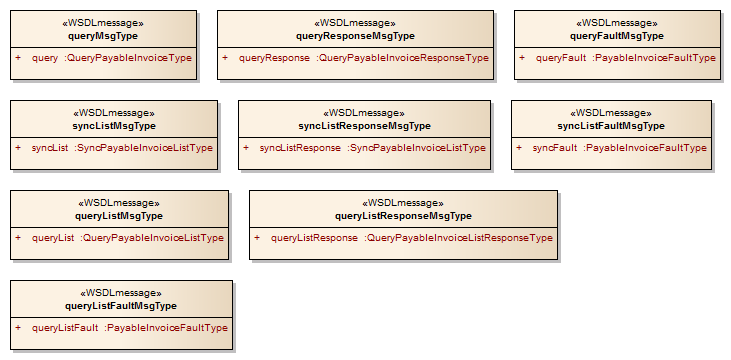 «WSDLmessage»
queryMsgType
+ query :QueryPayableInvoiceType
«WSDLmessage»
queryResponseMsgType
+ queryResponse :QueryPayableInvoiceResponseType
«WSDLmessage»
queryFaultMsgType
+ queryFault :PayableInvoiceFaultType
«WSDLmessage»
syncListMsgType
+ syncList :SyncPayableInvoiceListType
«WSDLmessage»
syncListResponseMsgType
+ syncListResponse :SyncPayableInvoiceListType
«WSDLmessage»
syncListFaultMsgType
+ syncFault :PayableInvoiceFaultType
«WSDLmessage»
queryListMsgType
+ queryList :QueryPayableInvoiceListType
«WSDLmessage»
queryListResponseMsgType
+ queryListResponse :QueryPayableInvoiceListResponseType
«WSDLmessage»
queryListFaultMsgType
+ queryListFault :PayableInvoiceFaultType